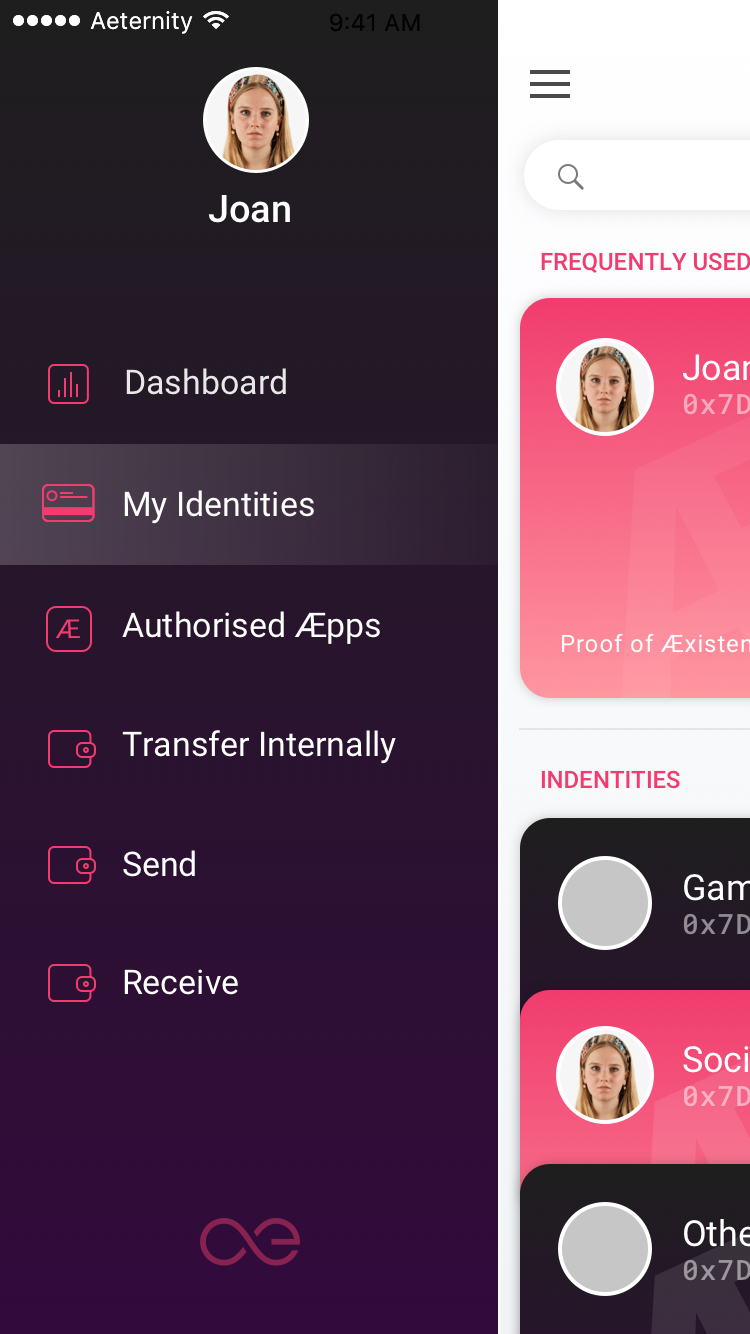 Aeternity 9:41 AM
Joan
Dashboard
My Identities
Authorised Æpps
Transfer Internally
Send
Receive
FREQUENTLY USED
Joan
0x7D
Proof of Æxisten
INDENTITIES
Gam
0x7D
Soci
0x7D
Othe
0x7D